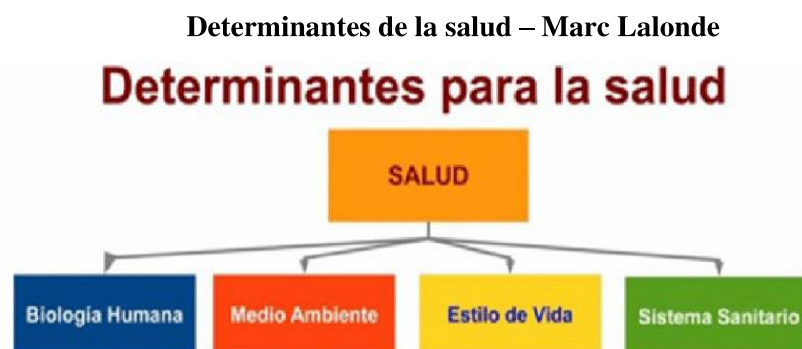 Determinantes de la salud – Marc Lalonde
Determinantes para la salud
SALUD
Biología Humana
Medio Ambiente
Estilo de Vida
Sistema Sanitario